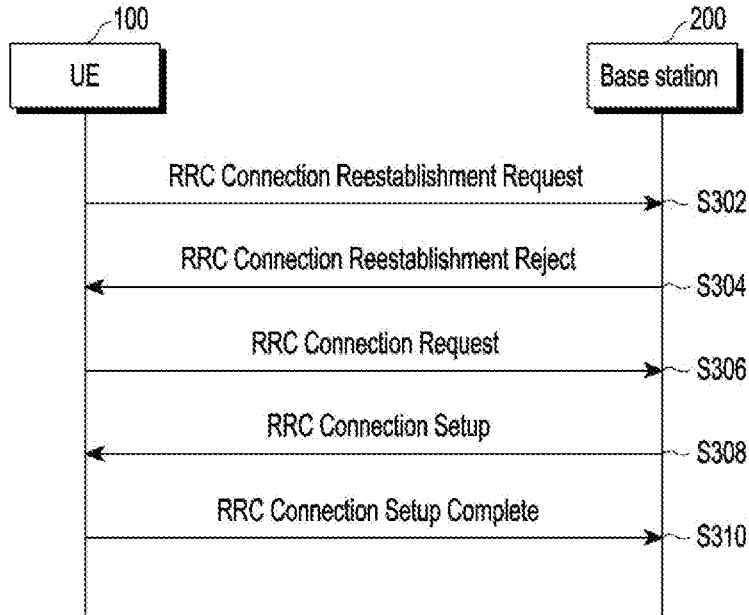 100
200
UE
Base station
RRC Connection Reestablishment Request
S302
RRC Connection Reestablishment Reject
S304
RRC Connection Request
S306
RRC Connection Setup
S308
RRC Connection Setup Complete
S310